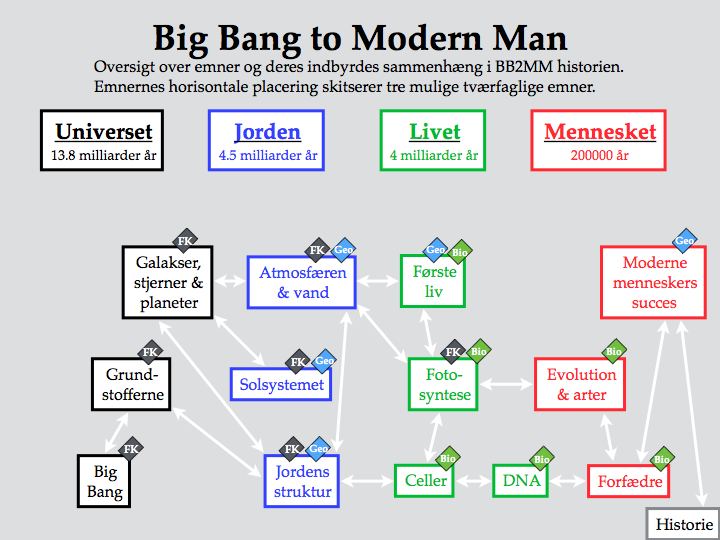 Big Bang to Modern Man
Oversigt over emner og deres indbyrdes sammenhæng i BB2MM historien.
Emnernes horisontale placering skitserer tre mulige tværfaglige emner.
Universet
13.8 milliarder år
Jorden
4.5 milliarder år
Livet
4 milliarder år
Mennesket
200000 år
FK
Galakser,
stjerner &
planeter
FK
Geo
Atmosfæren
& vand
Geo
Bio
Første
liv
Geo
Moderne
menneskers
succes
FK
Grund-
stofferne
FK
Geo
Solsystemet
FK
Bio
Foto-
syntese
Bio
Evolution
& arter
FK
Big
Bang
FK
Geo
Jordens
struktur
Bio
Celler
Bio
DNA
Bio
Forfædre
Historie